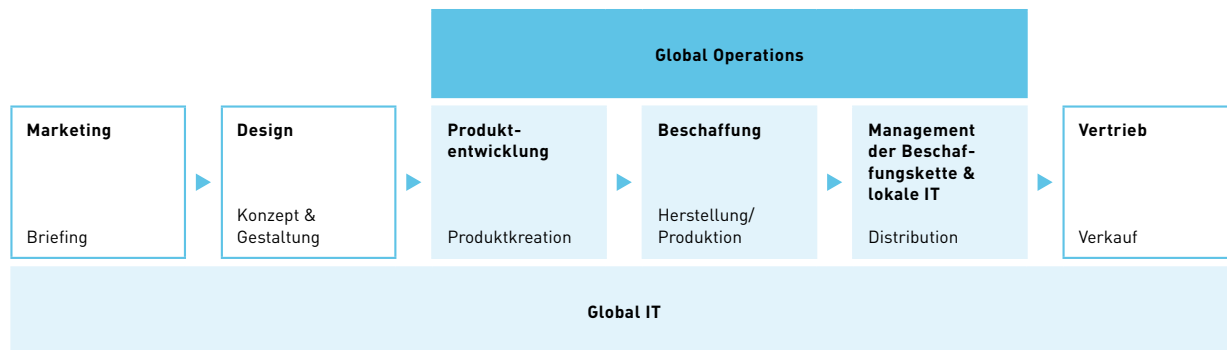 Global Operations
Marketing
Briefing
Design
Konzept &
Gestaltung
Produkt-
entwicklung
Produktkreation
Beschaffung
Herstellung/
Produktion
Management
der Beschaf-
fungskette &
lokale IT
Distribution
Vertrieb
Verkauf
Global IT